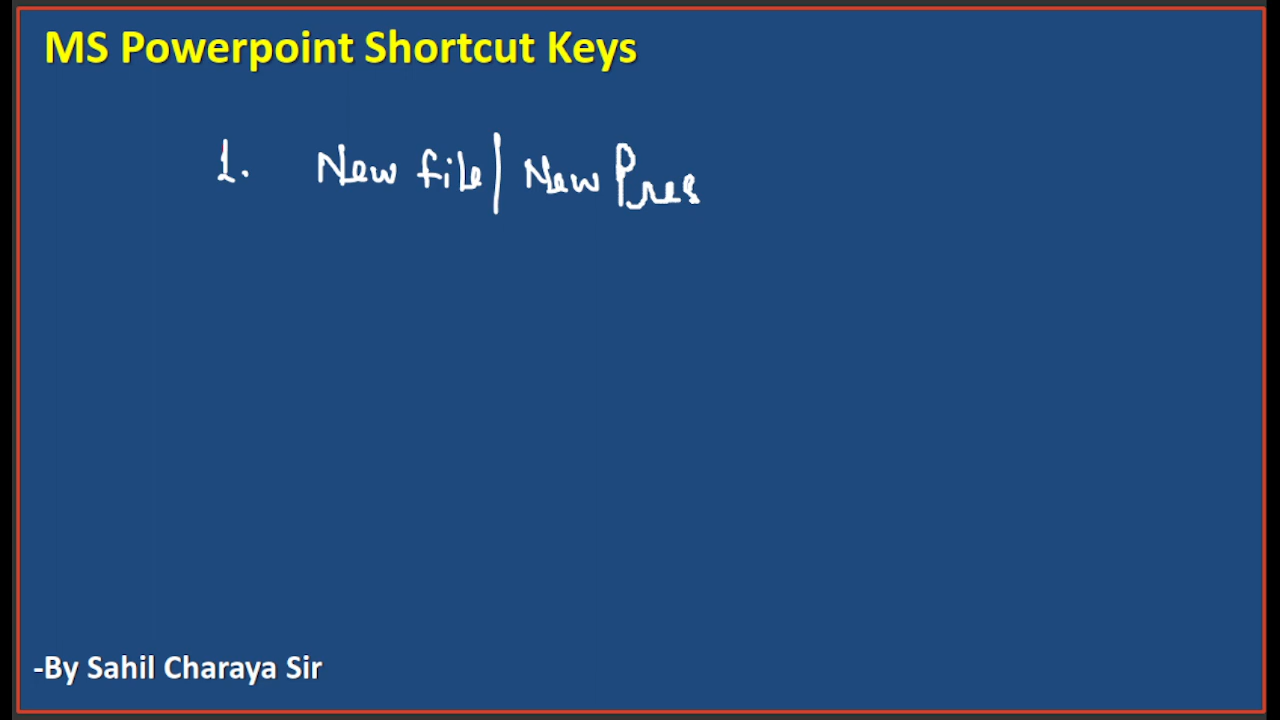 MS Powerpoint Shortcut Keys
1. New file| New Pres
-By Sahil Charaya Sir